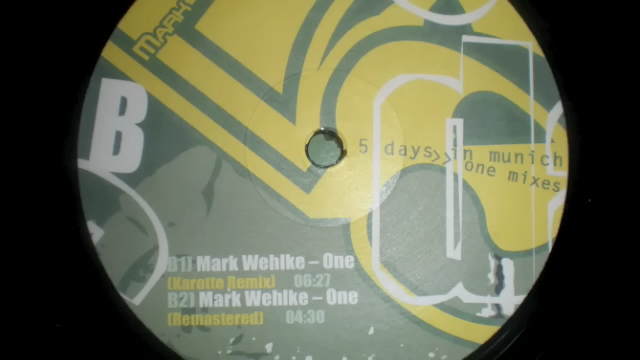 Mark
B
5 days>>in munich
one mixes
B1) Mark Wehlke – One
(Karotte Remix) 06:27
B2) Mark Wehlke – One
(Remastered) 04:30